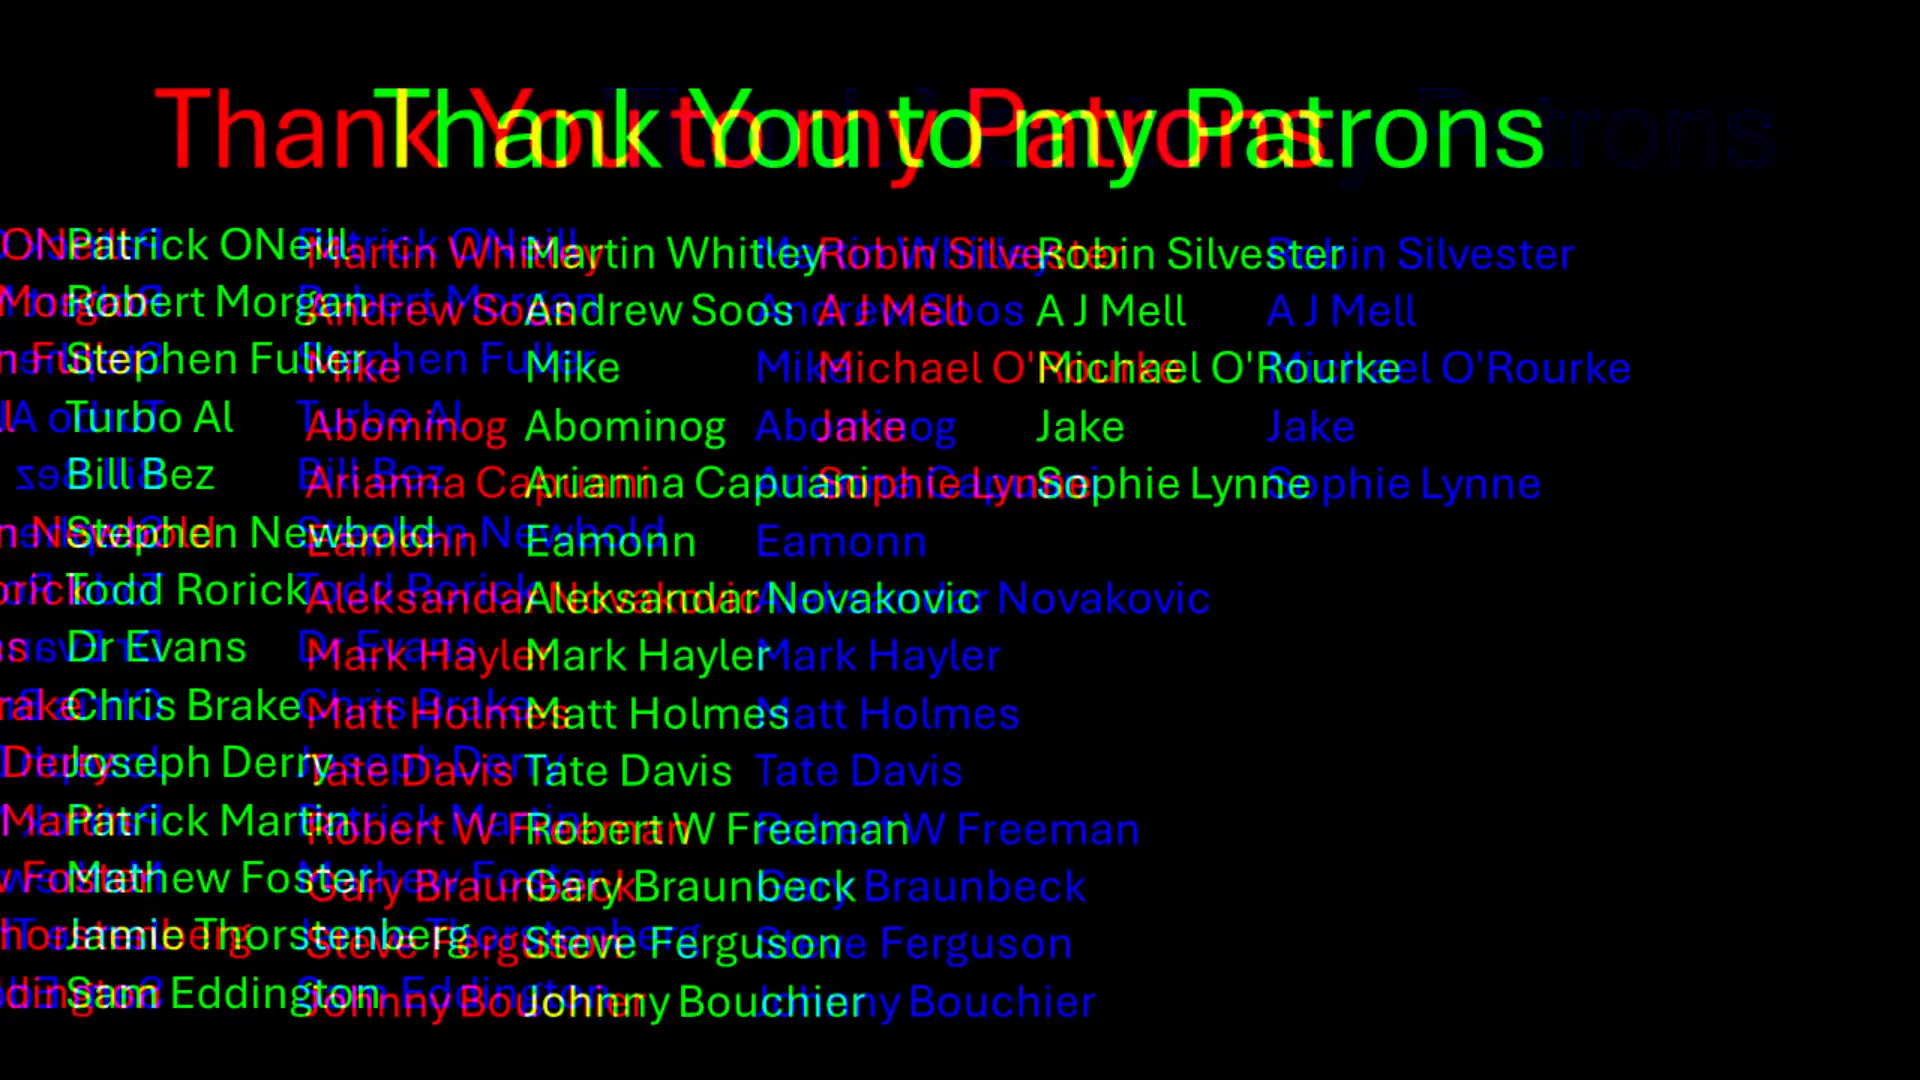 Thank You to my Patrons
Patrick ONeill
Robert Morgan
Stephen Fuller
Turbo Al
Bill Bez
Stephen Newbold
Todd Rorick
Dr Evans
Chris Brake
Joseph Derry
Patrick Martin
Mathew Foster
Jamie Thorstenberg
Sam Eddington
Martin Whitley
Andrew Soos
Mike
Abominog
Arianna Capuani
Eamonn
Aleksandar Novakovic
Mark Hayler
Matt Holmes
Tate Davis
Robert W Freeman
Gary Braunbeck
Steve Ferguson
Johnny Bouchier
Robin Silvester
A J Mell
Michael O'Rourke
Jake
Sophie Lynne